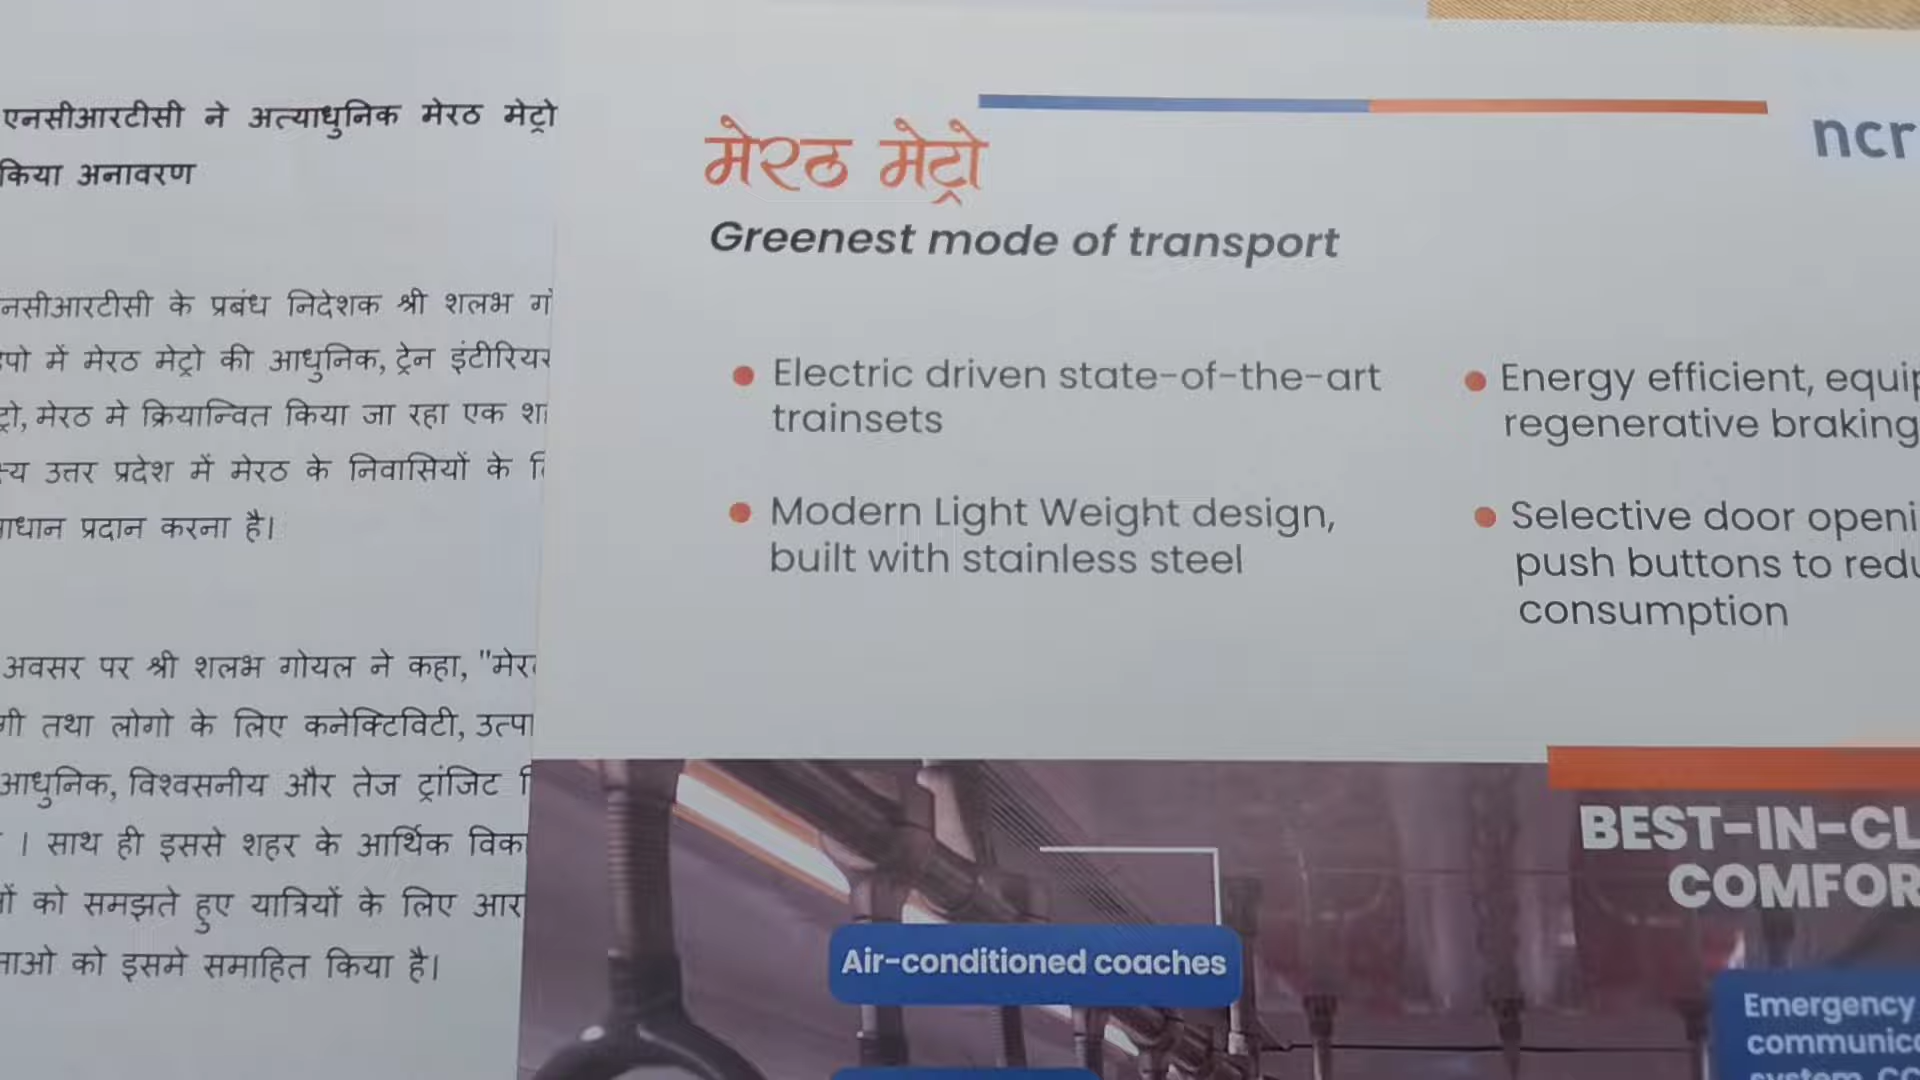 एनसीआरटीसी ने अत्याधुनिक मेरठ मेट्रो
किया अनावरण
के प्रबंध निदेशक श्री शलभ
में मेरठ मेट्रो की आधुनिक, ट्रेन इंटीरियर
मेरठ मे क्रियान्वित किया जा रहा एक
उत्तर प्रदेश में मेरठ के निवासियों के
प्रदान करना है।
अवसर पर श्री शलभ गोयल ने कहा,
तथा लोगो के लिए कनेक्टिविटी,
आधुनिक, विश्वसनीय और तेज ट्रांजिट
। साथ ही इससे शहर के आर्थिक
को समझते हुए यात्रियों के लिए
को इसमे समाहित किया है।
मेरठ मेट्रो
ncr
Greenest mode of transport
• Electric driven state-of-the-art
trainsets
• Modern Light Weight design,
built with stainless steel
• Energy efficient,
regenerative braking
• Selective door
push buttons to
consumption
BEST-IN-
Air-conditioned coaches
Emergency